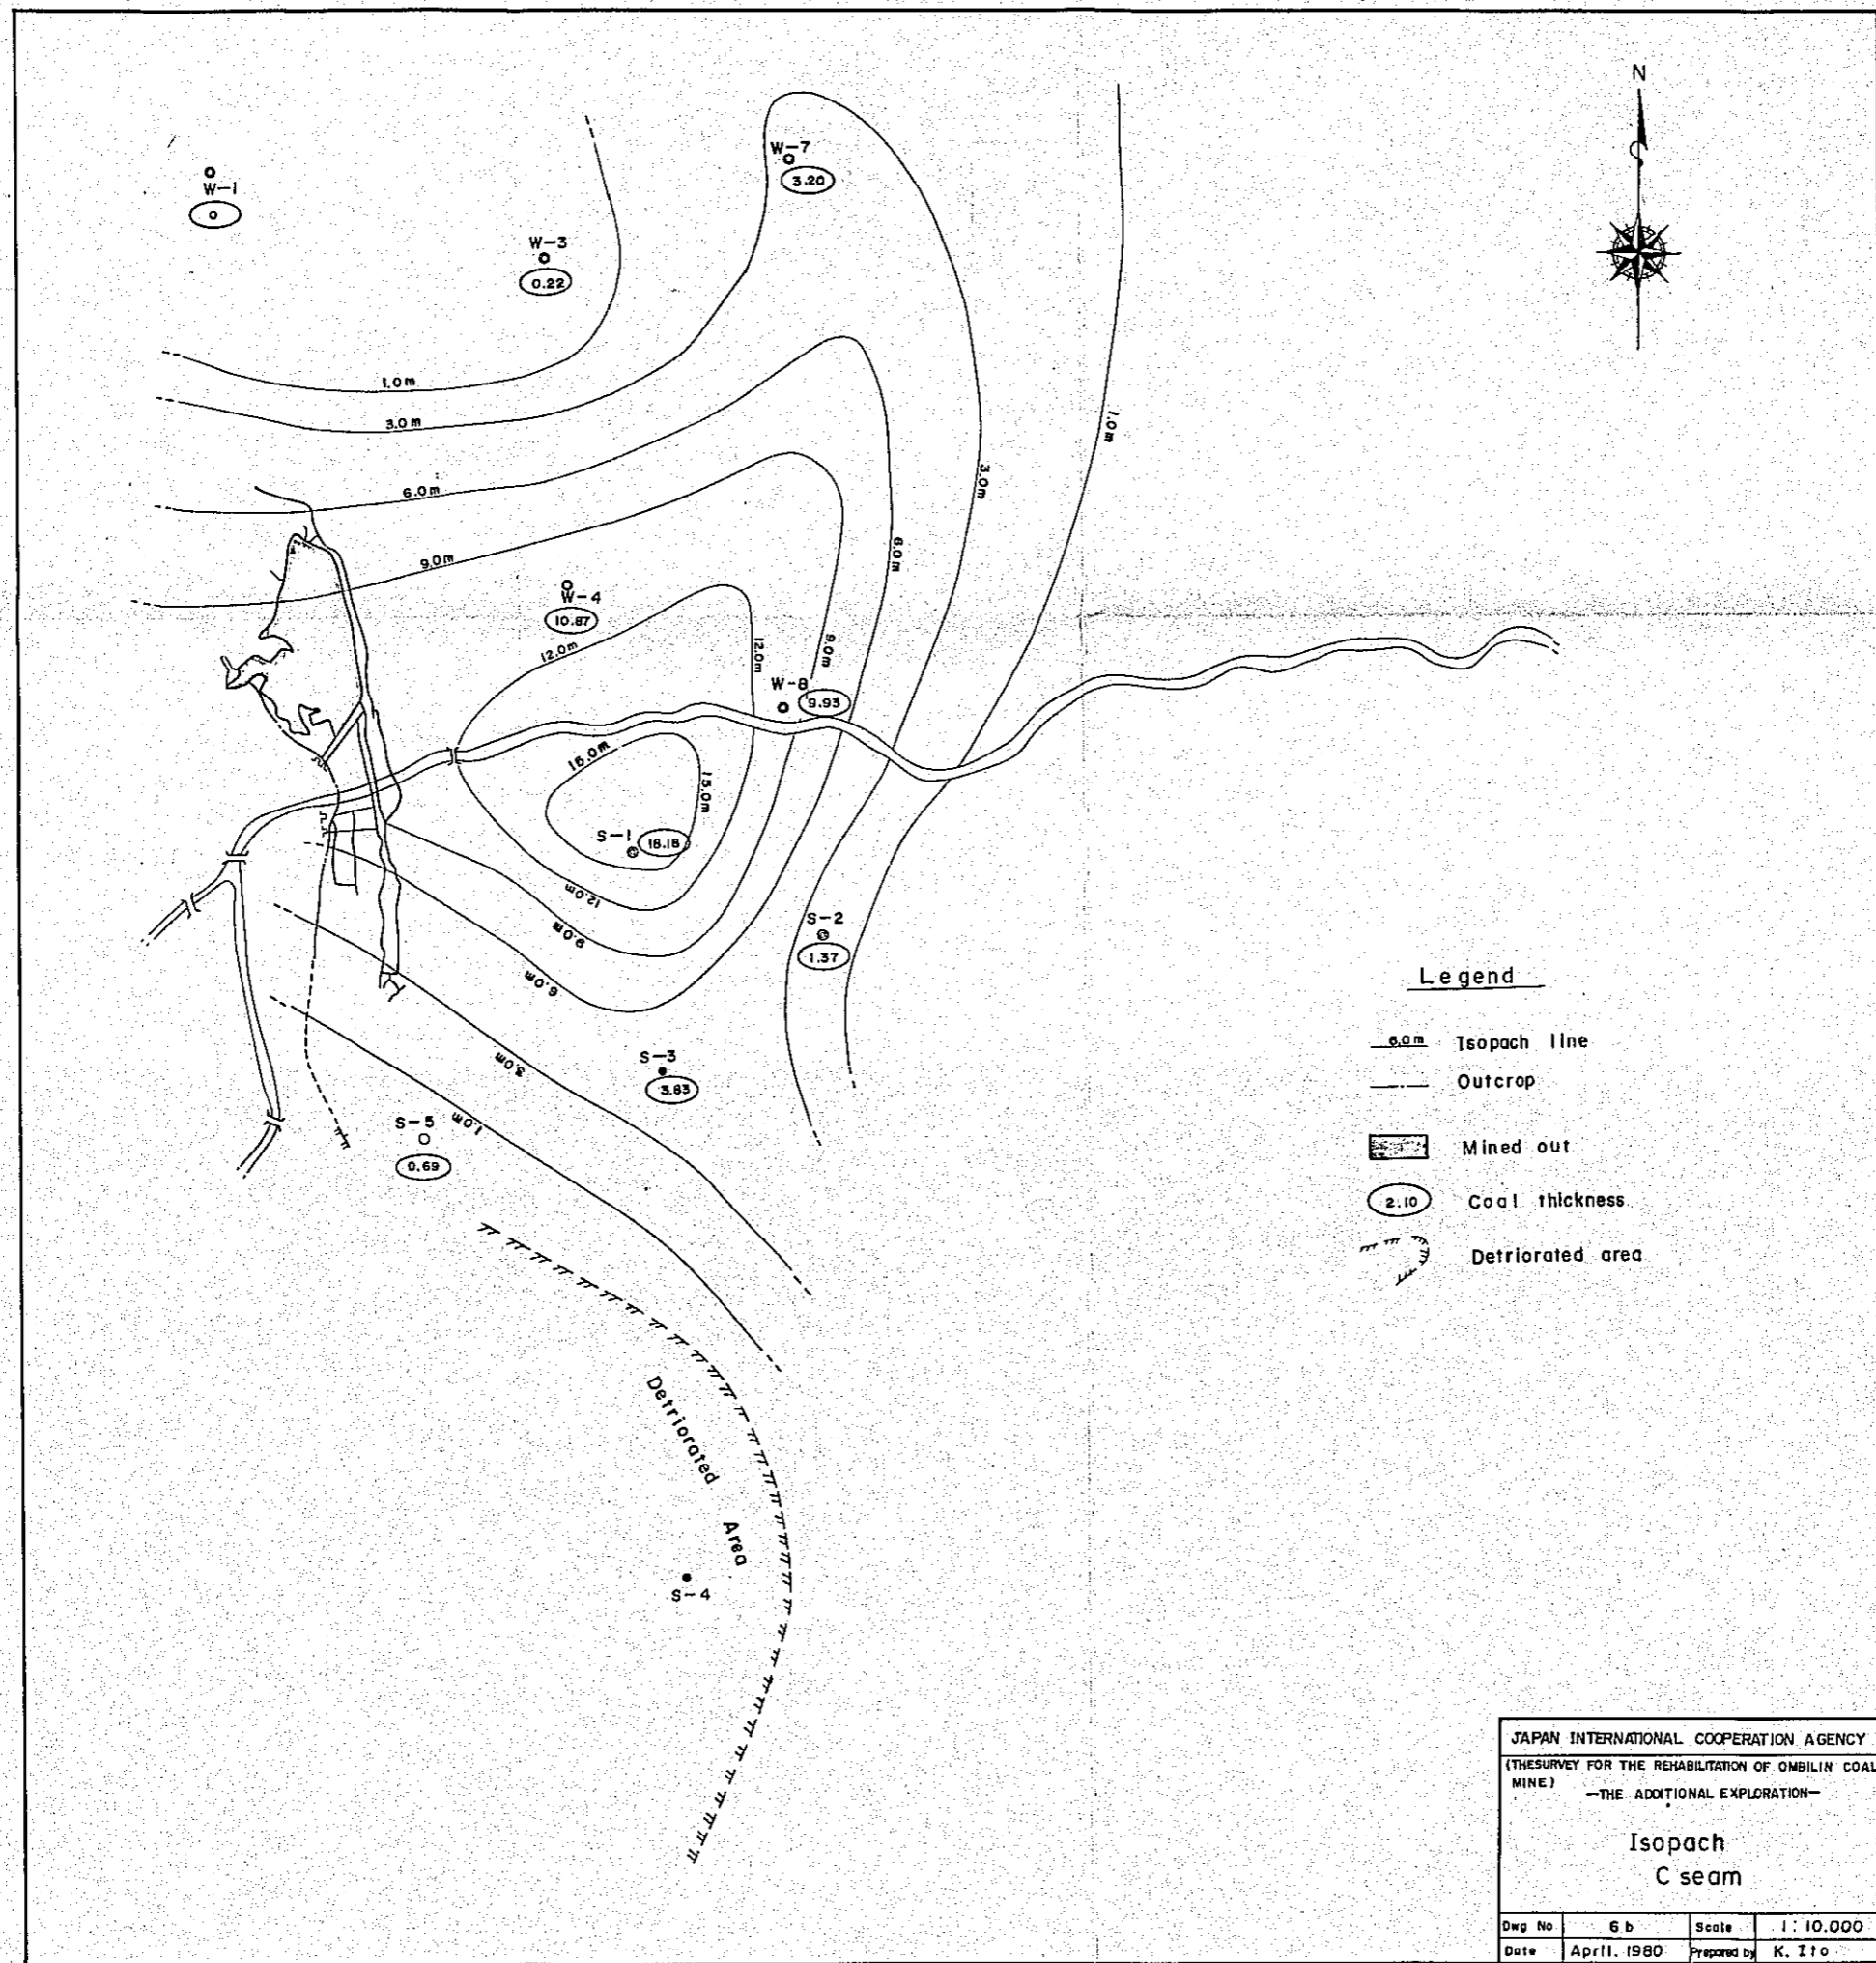 N
W-7
3.20
W-1
0
W-3
0.22
1.0m
3.0m
1.0m
6.0m
3.0m
9.0m
6.0m
W-4
10.87
12.0m
12.0m
9.0m
W-8
9.93
15.0m
15.0m
S-1
12.0m
9.0m
S-2
1.37
6.0m
Legend
6.0m Isopach line
Outcrop
S-3
3.83
3.0m
1.0m
S-5
0.69
Mined out
2.10 Coal thickness
Detriorated area
Detriorated
Area
S-4
JAPAN INTERNATIONAL COOPERATION AGENCY
(THESURVEY FOR THE REHABILITATION OF OMBILIN COAL
MINE)
—THE ADDITIONAL EXPLORATION—
Isopach
C seam
Dwg No 6 b Scale 1 : 10.000
Date April. 1980 Prepared by K. Ito